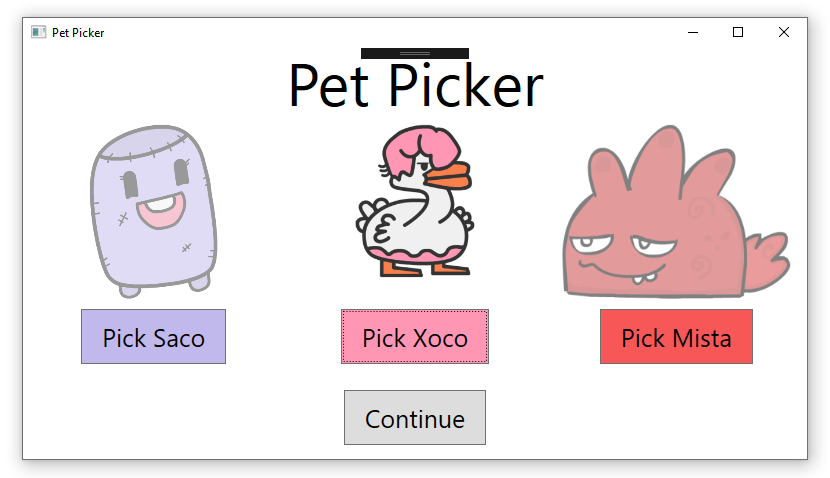 Pet Picker
Pet Picker
Pick Saco
Pick Xoco
Pick Mista
Continue